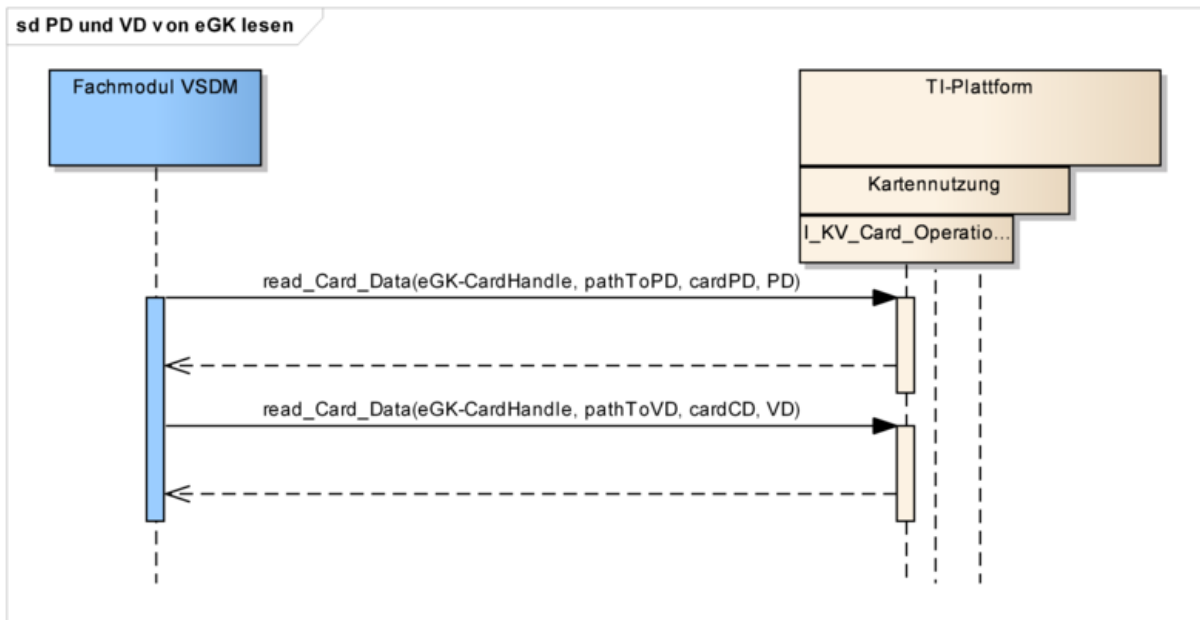 sd PD und VD von eGK lesen
Fachmodul VSDM
TI-Plattform
Kartennutzung
I_KV_Card_Operatio...
read_Card_Data(eGK-CardHandle, pathToPD, cardPD, PD)
read_Card_Data(eGK-CardHandle, pathToVD, cardCD, VD)